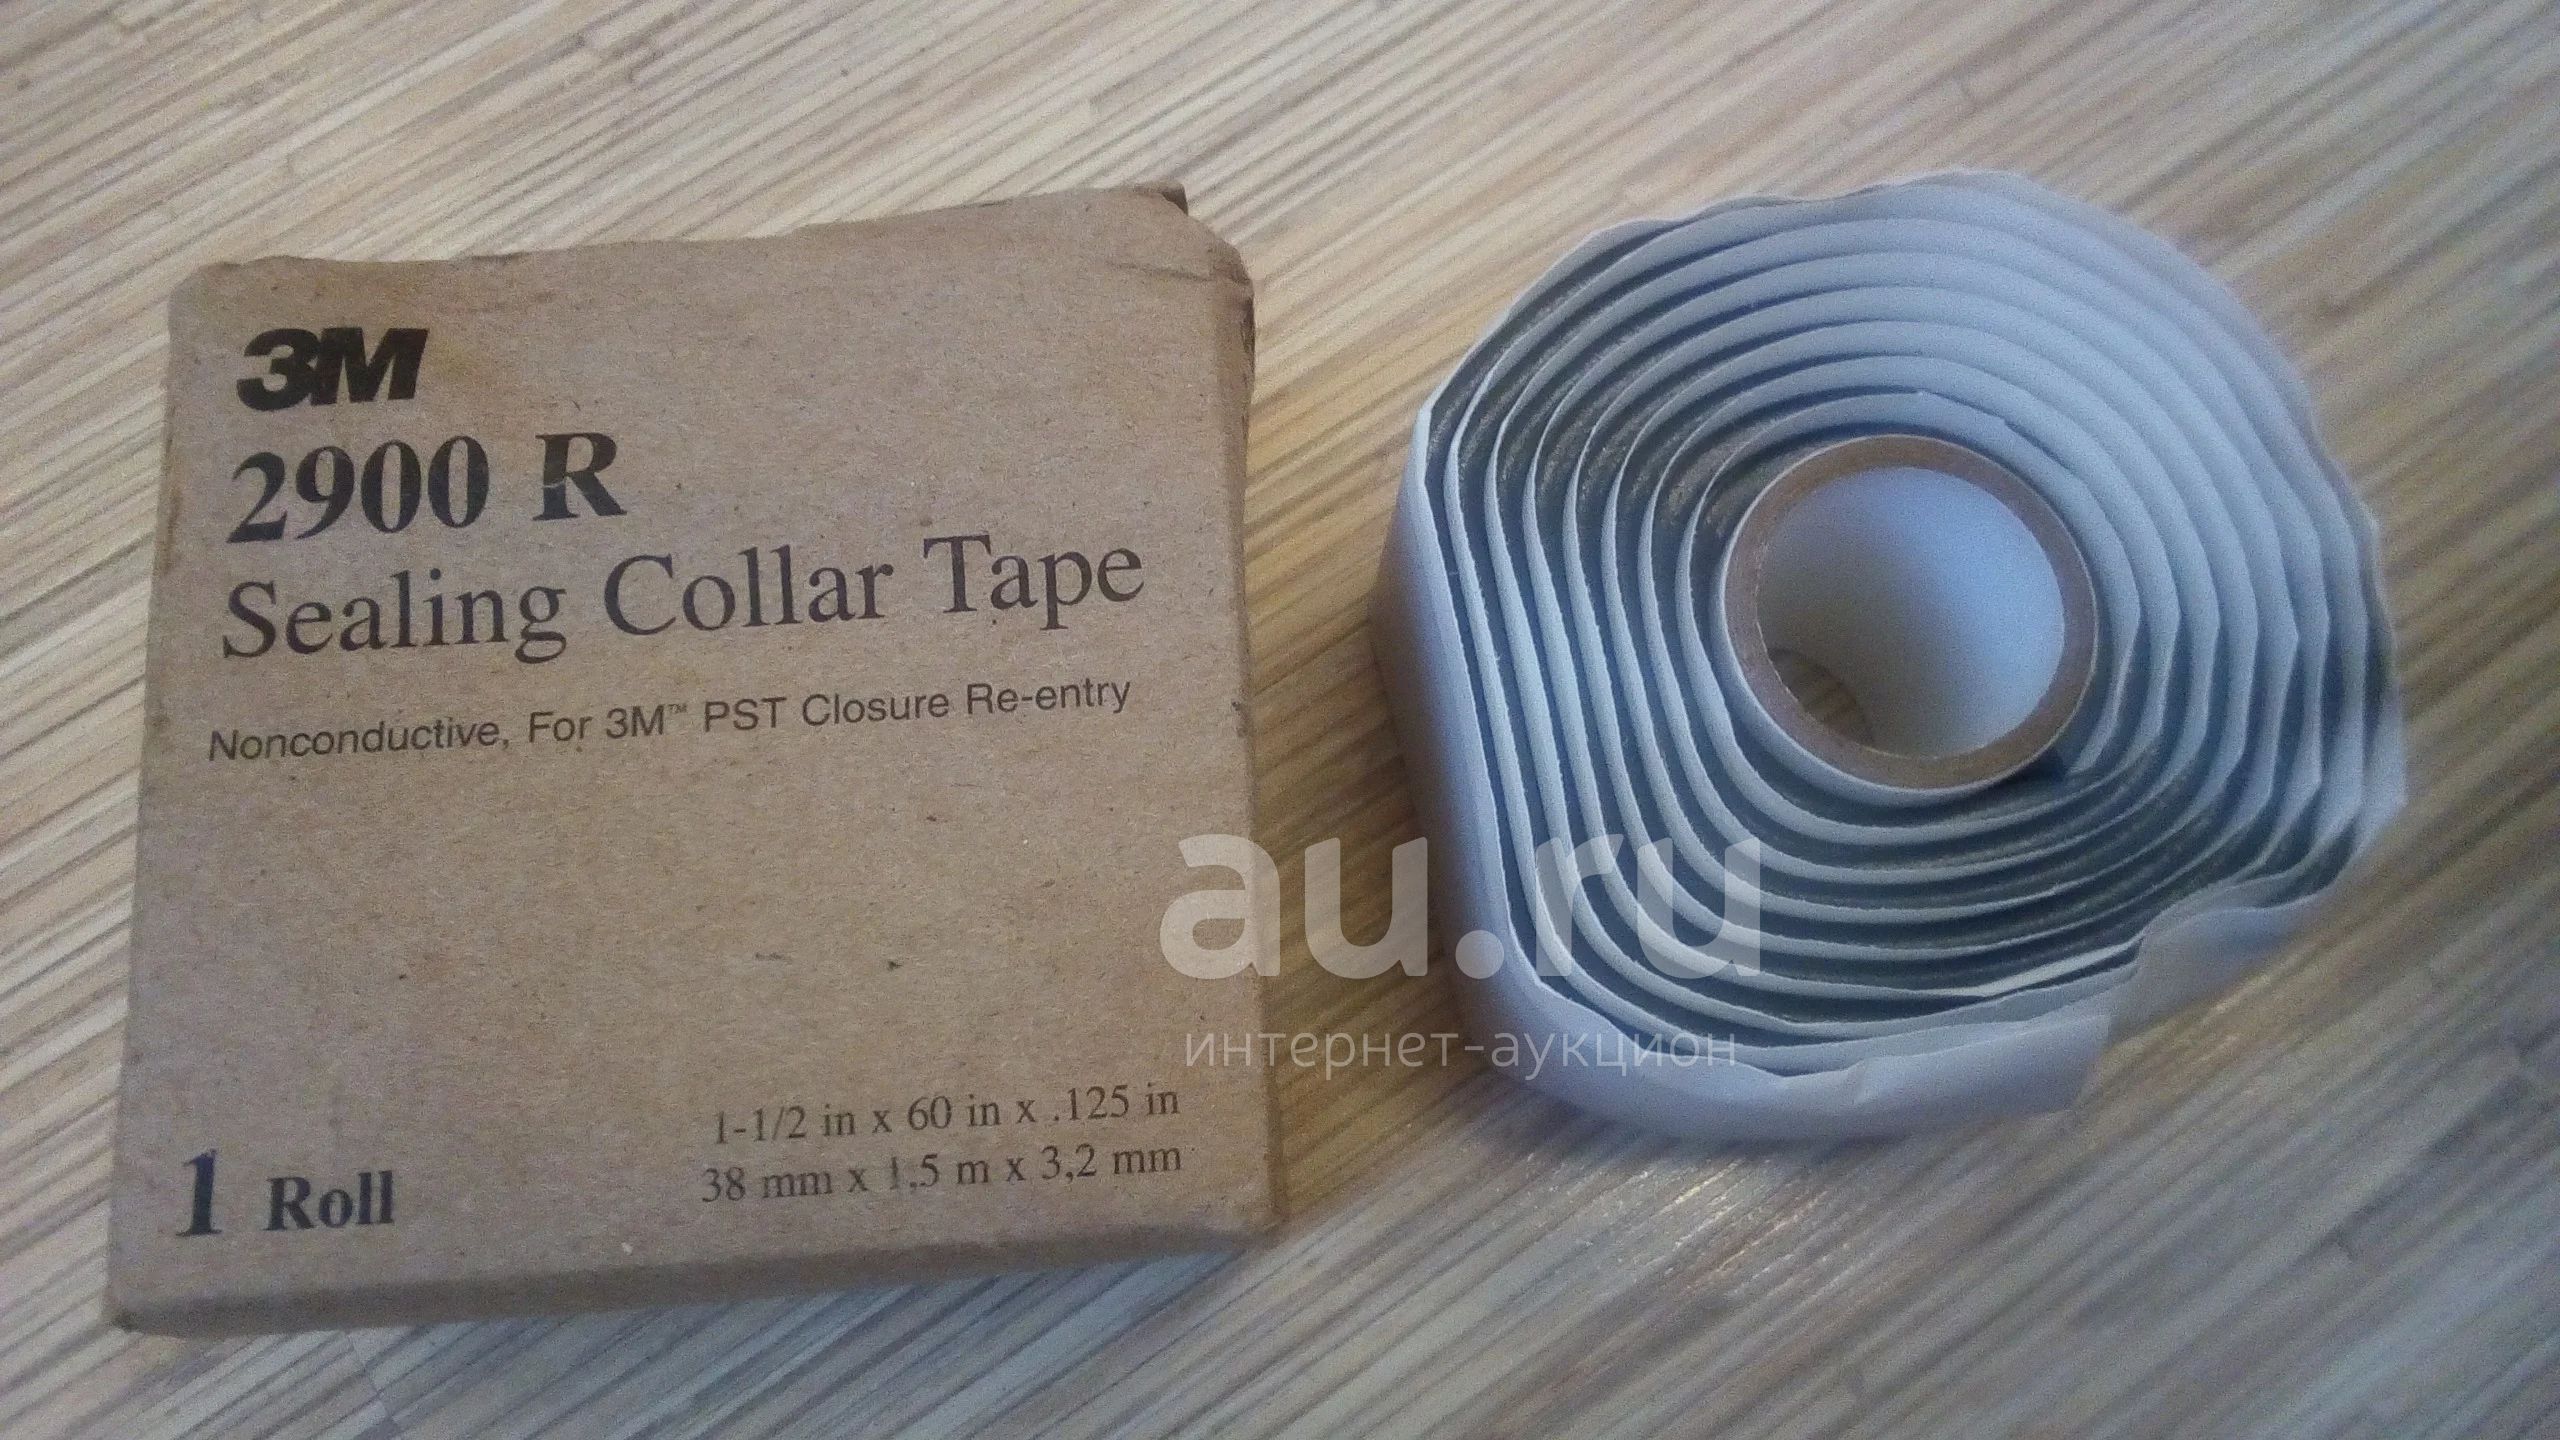 3M
2900 R
Sealing Collar Tape
Nonconductive, For 3M™ PST Closure Re-entry
1-1/2 in x 60 in x .125 in
38 mm x 1,5 m x 3,2 mm
1 Roll
au.ru
интернет-аукцион